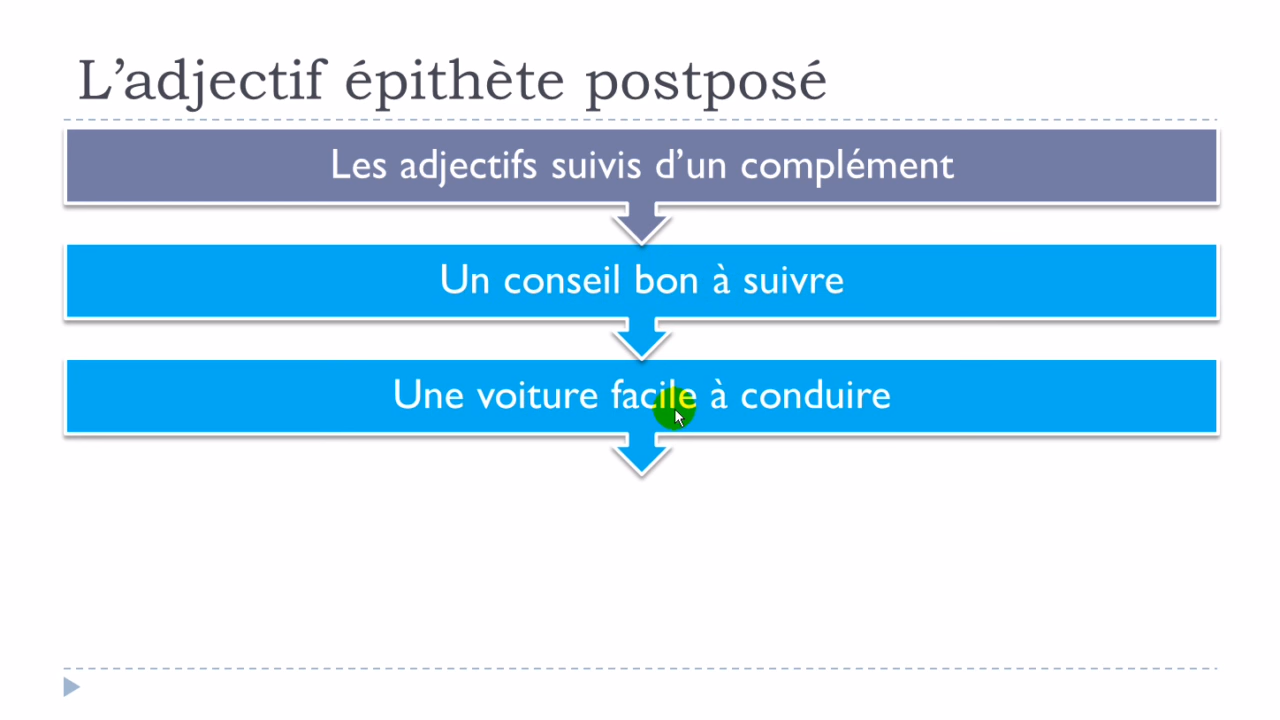 L’adjectif épithète postposé
Les adjectifs suivis d’un complément
Un conseil bon à suivre
Une voiture facile à conduire